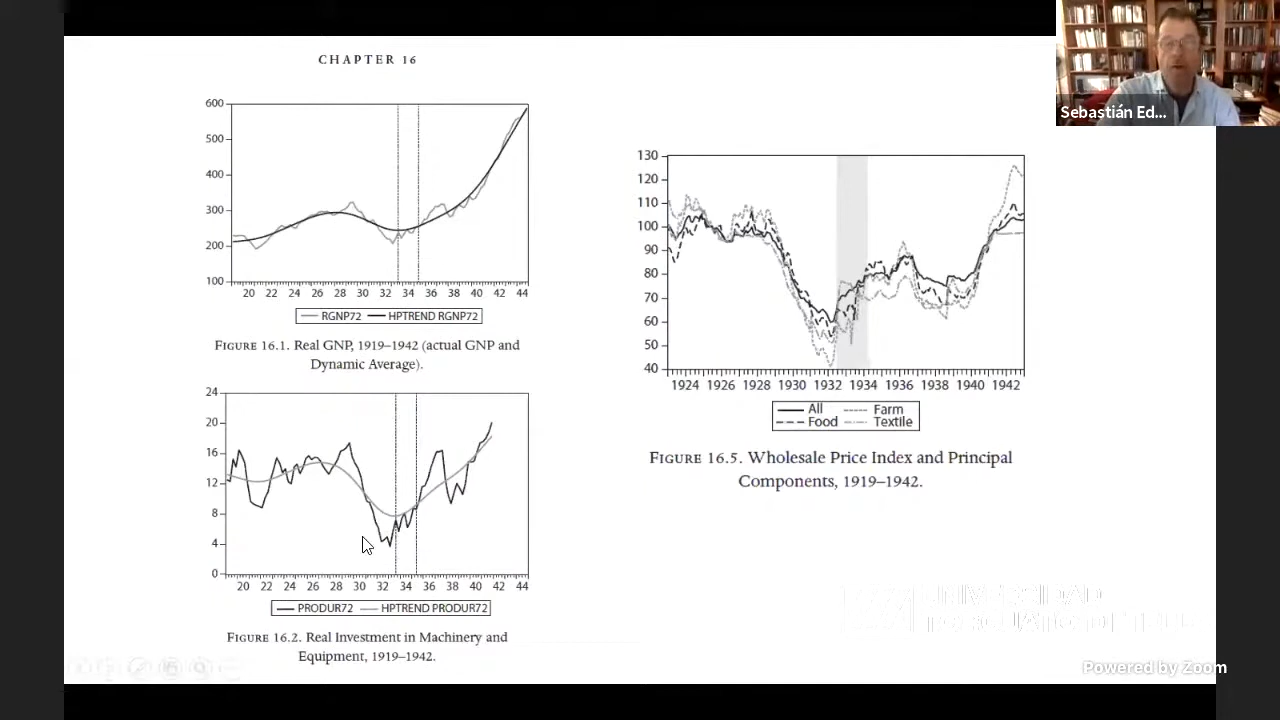 CHAPTER 16
Sebastián Ed...
600
500
400
300
200
100
20 22 24 26 28 30 32 34 36 38 40 42 44
RGNP72 HPTREND RGNP72
FIGURE 16.1. Real GNP, 1919–1942 (actual GNP and
Dynamic Average).
24
20
16
12
8
4
0
20 22 24 26 28 30 32 34 36 38 40 42 44
PRODUR72 HPTREND PRODUR72
FIGURE 16.2. Real Investment in Machinery and
Equipment, 1919–1942.
130
120
110
100
90
80
70
60
50
40
1924 1926 1928 1930 1932 1934 1936 1938 1940 1942
All Farm
Food Textile
FIGURE 16.5. Wholesale Price Index and Principal
Components, 1919–1942.
UNIVERSIDAD
TORCUATO DI TELLA
Powered by Zoom